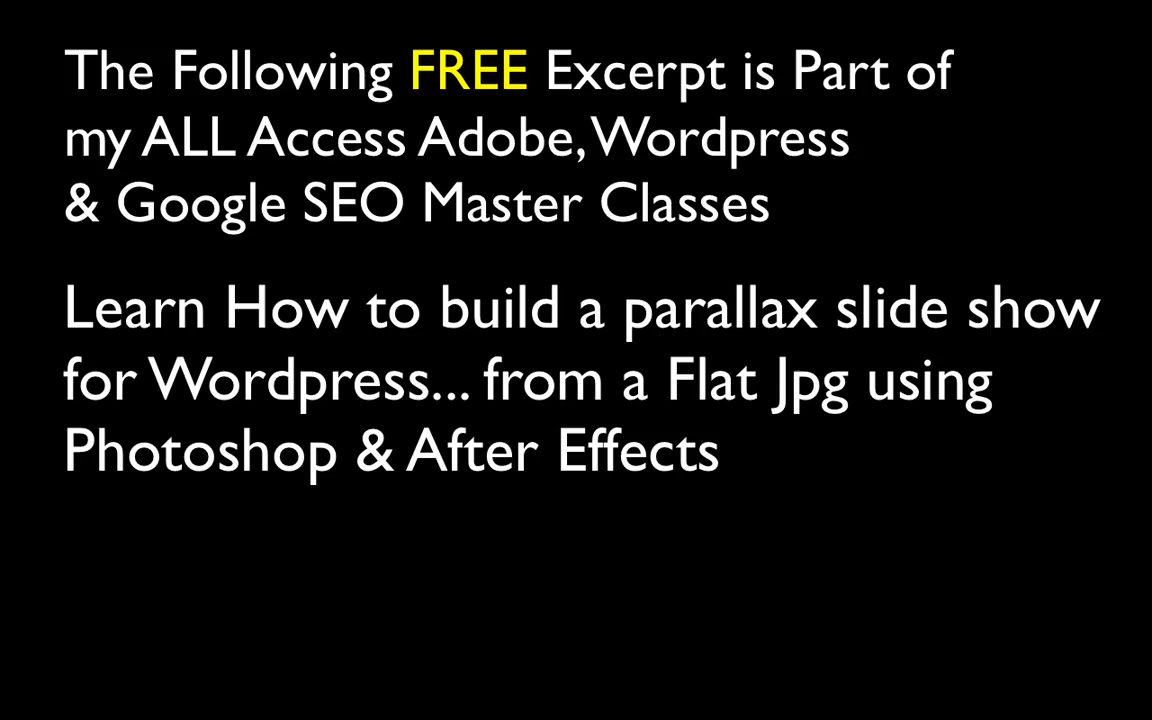 The Following FREE Excerpt is Part of
my ALL Access Adobe, Wordpress
& Google SEO Master Classes
Learn How to build a parallax slide show
for Wordpress... from a Flat Jpg using
Photoshop & After Effects